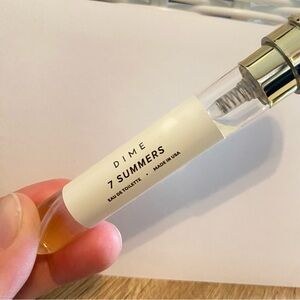 DIME
7 SUMMERS
EAU DE TOILETTE • MADE IN USA